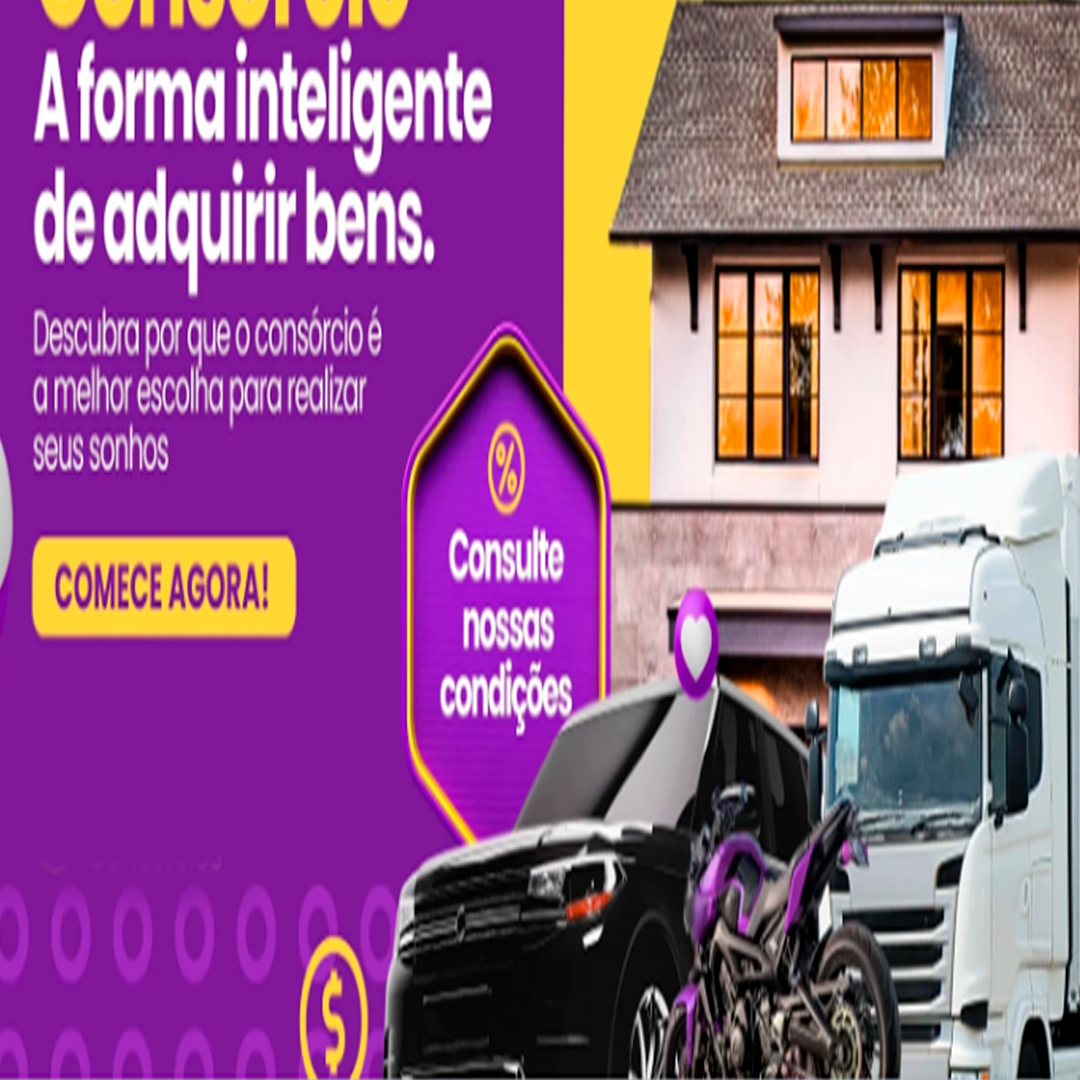 Consórcio
A forma inteligente
de adquirir bens.
Descubra por que o consórcio é
a melhor escolha para realizar
seus sonhos
COMECE AGORA!
%
Consulte
nossas
condições
$